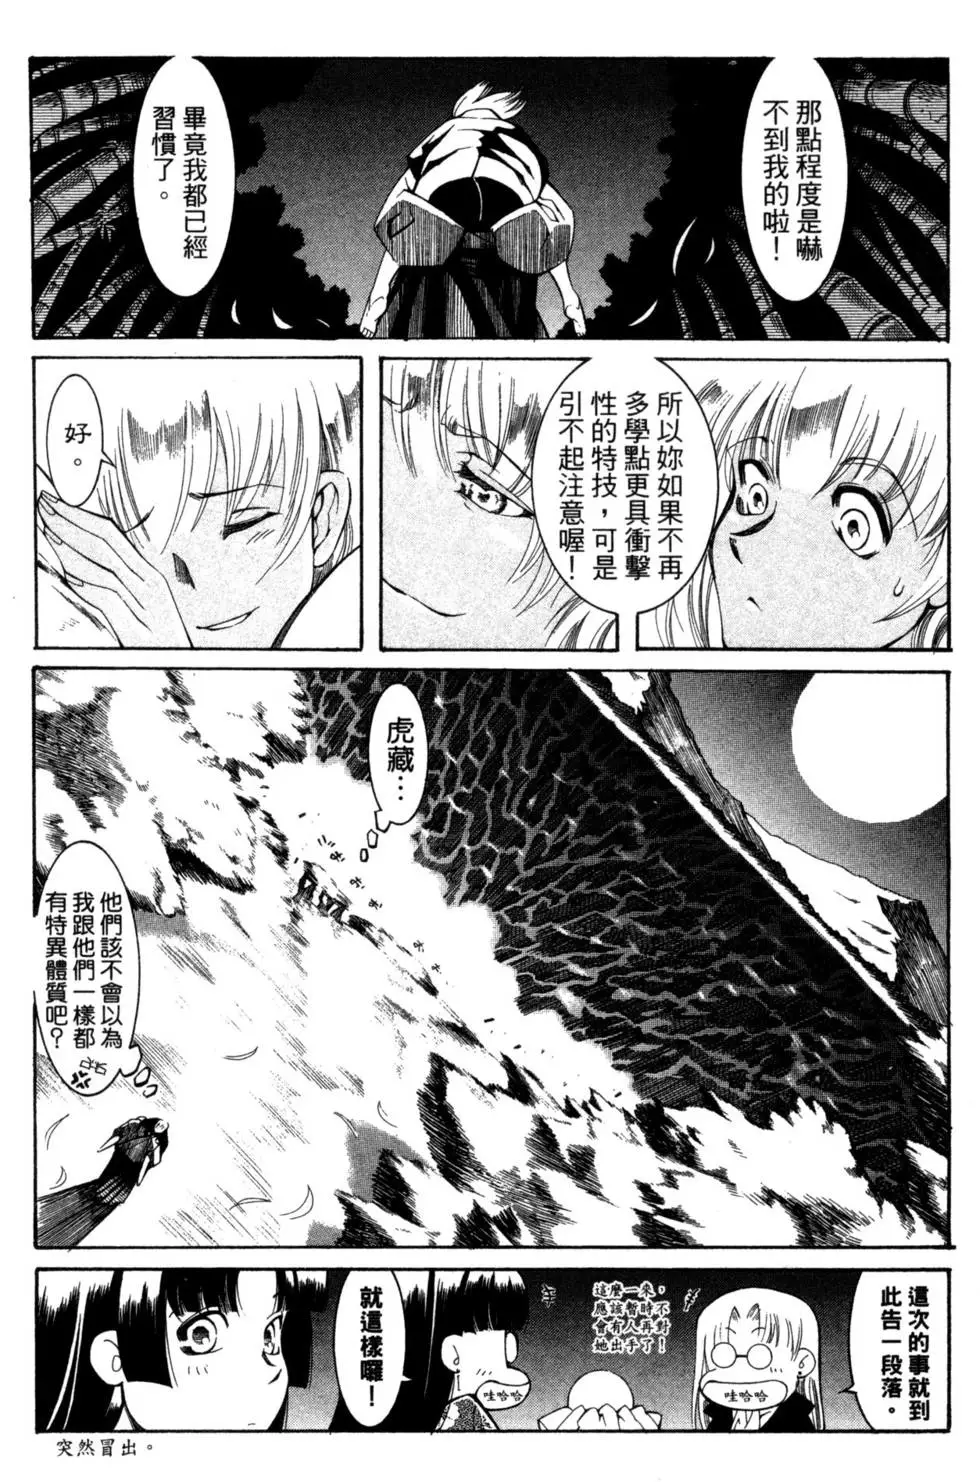 那點程度是嚇
不到我的啦！
畢竟我都已經
習慣了。
所以妳如果不再
多學點更具衝擊
性的特技，可是
引不起注意喔！
好。
虎藏…
他們該不會以為
我跟他們一樣都
有特異體質吧？
這次的事就到
此告一段落。
這麼一來，
應該暫時不
會有人再對
她出手了！
哇哈哈
哇哈哈
就這樣囉！
突然冒出。